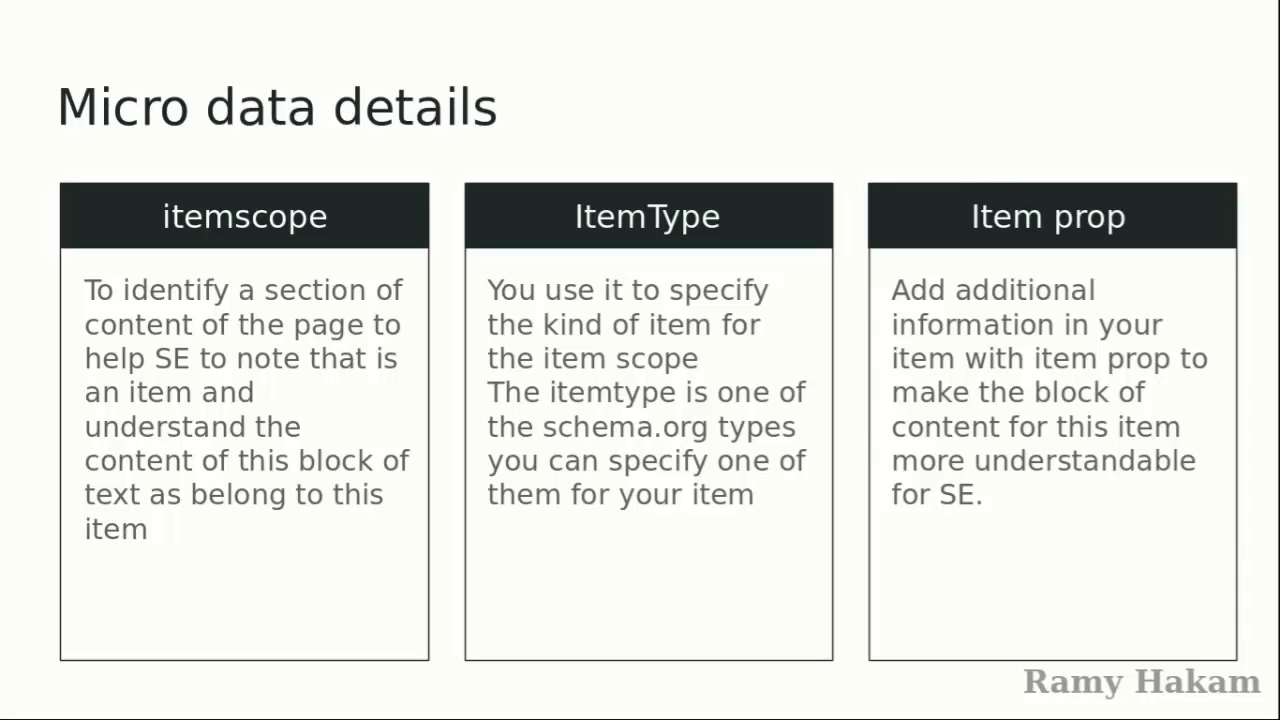 Micro data details
itemscope
To identify a section of
content of the page to
help SE to note that is
an item and
understand the
content of this block of
text as belong to this
item
ItemType
You use it to specify
the kind of item for
the item scope
The itemtype is one of
the schema.org types
you can specify one of
them for your item
Item prop
Add additional
information in your
item with item prop to
make the block of
content for this item
more understandable
for SE.
Ramy Hakam